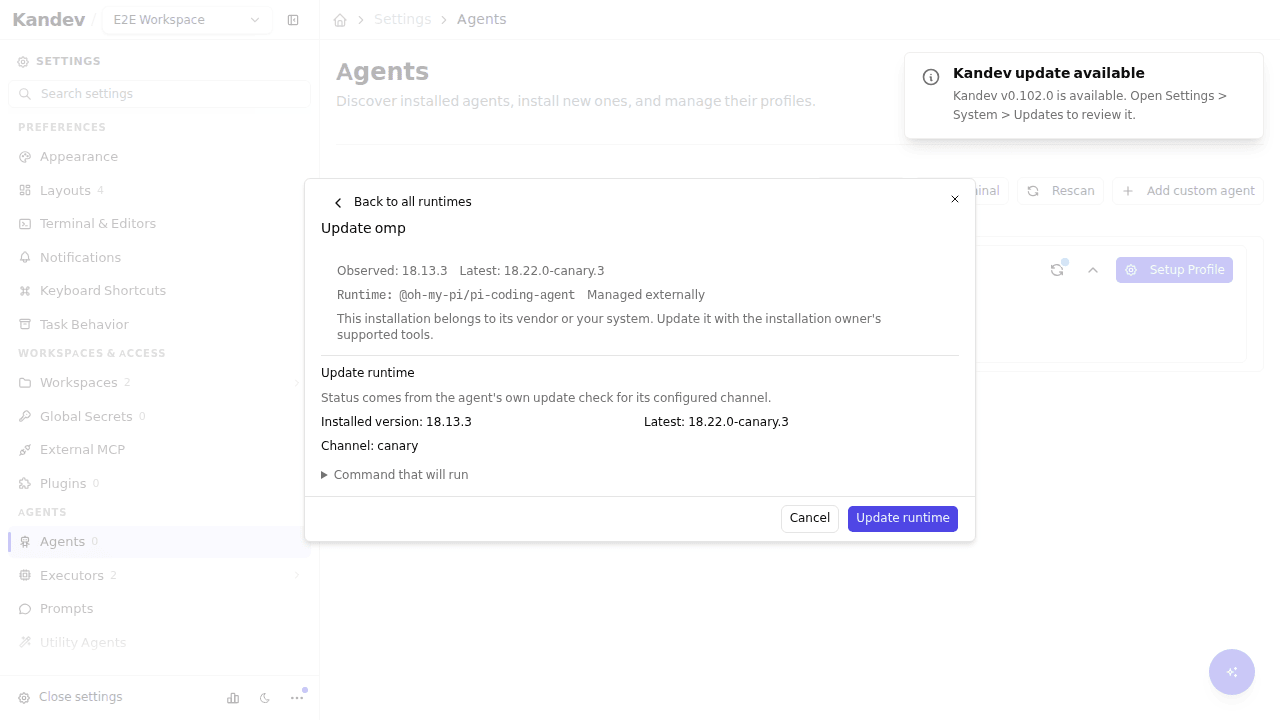 Kandev / E2E Workspace
Settings > Agents
SETTINGS
Search settings
PREFERENCES
Appearance
Layouts 4
Terminal & Editors
Notifications
Keyboard Shortcuts
Task Behavior
WORKSPACES & ACCESS
Workspaces 2
Global Secrets 0
External MCP
Plugins 0
AGENTS
Agents 0
Executors 2
Prompts
Utility Agents
Close settings
Agents
Discover installed agents, install new ones, and manage their profiles.
Rescan
Add custom agent
Setup Profile
Kandev update available
Kandev v0.102.0 is available. Open Settings >
System > Updates to review it.
Back to all runtimes
Update omp
Observed: 18.13.3 Latest: 18.22.0-canary.3
Runtime: @oh-my-pi/pi-coding-agent Managed externally
This installation belongs to its vendor or your system. Update it with the installation owner's
supported tools.
Update runtime
Status comes from the agent's own update check for its configured channel.
Installed version: 18.13.3 Latest: 18.22.0-canary.3
Channel: canary
Command that will run
Cancel
Update runtime